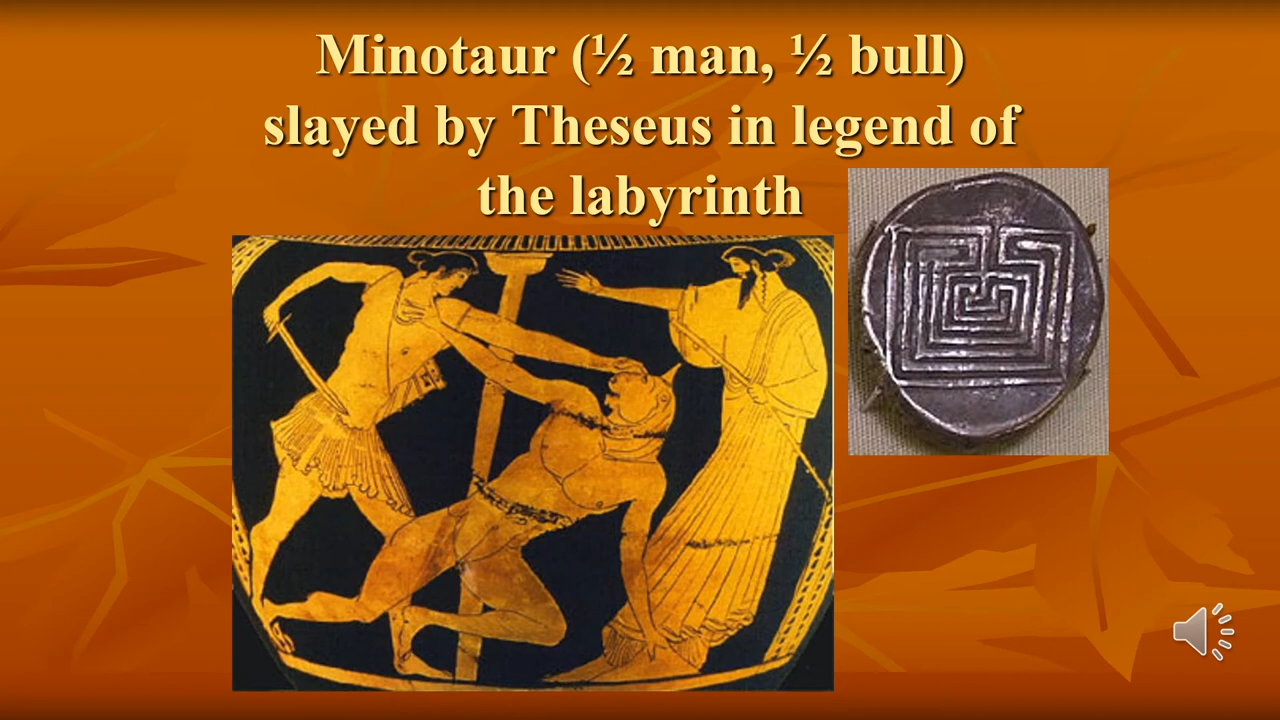 Minotaur (½ man, ½ bull)
slayed by Theseus in legend of
the labyrinth